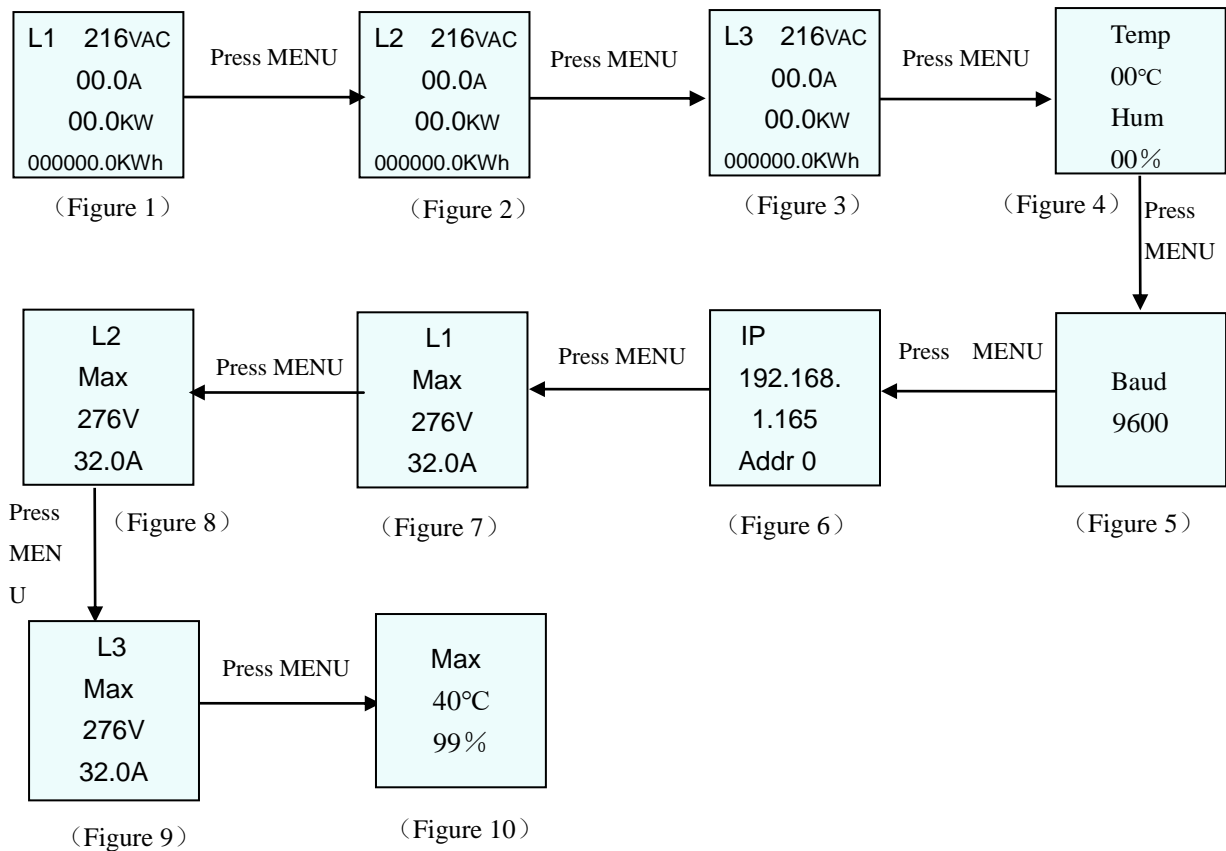 L1 216VAC
00.0A
00.0KW
000000.0KWh
（Figure 1）
Press MENU
L2 216VAC
00.0A
00.0KW
000000.0KWh
（Figure 2）
Press MENU
L3 216VAC
00.0A
00.0KW
000000.0KWh
（Figure 3）
Press MENU
Temp
00℃
Hum
00％
（Figure 4）
Press
MENU
Baud
9600
（Figure 5）
Press MENU
IP
192.168.
1.165
Addr 0
（Figure 6）
Press MENU
L1
Max
276V
32.0A
（Figure 7）
Press MENU
L2
Max
276V
32.0A
（Figure 8）
Press
MEN
U
L3
Max
276V
32.0A
（Figure 9）
Press MENU
Max
40℃
99％
（Figure 10）